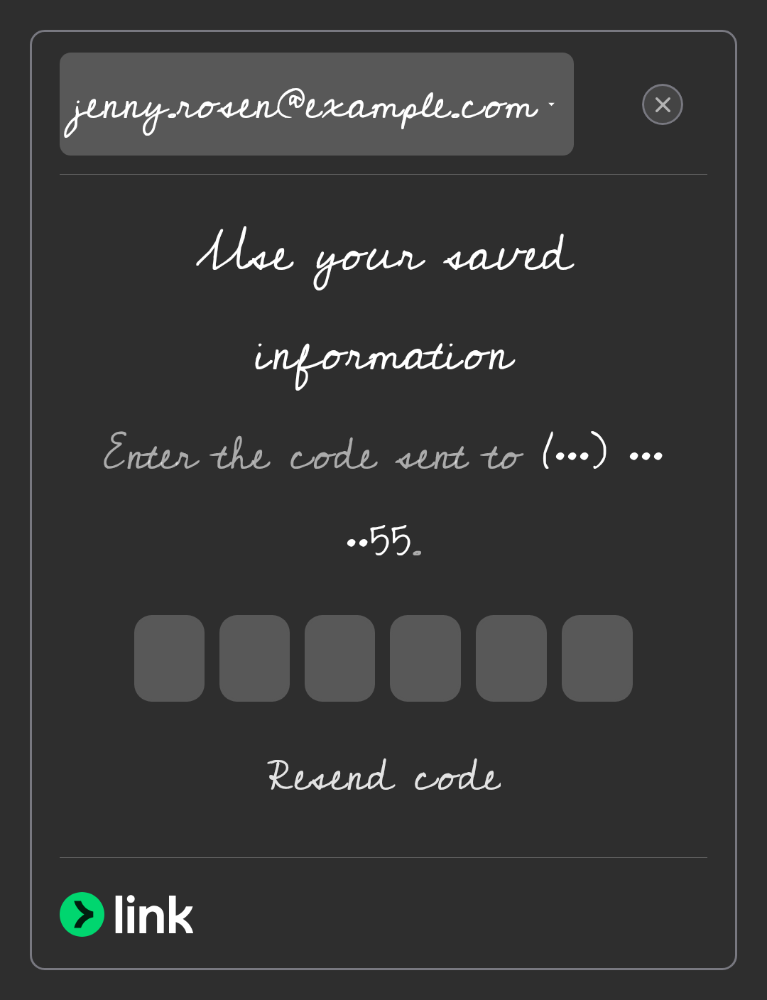 jenny.rosen@example.com
Use your saved
information
Enter the code sent to (•••) •••
••55.
Resend code
link